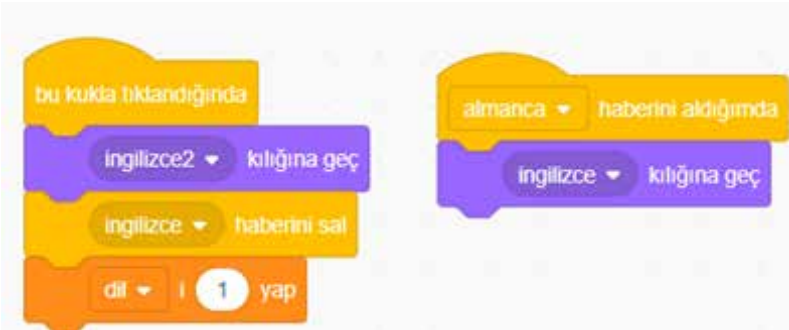 bu kukla tıklandığında
ingilizce2 kılığına geç
ingilizce haberini sal
dil i 1 yap
almanca haberini aldığımda
ingilizce kılığına geç